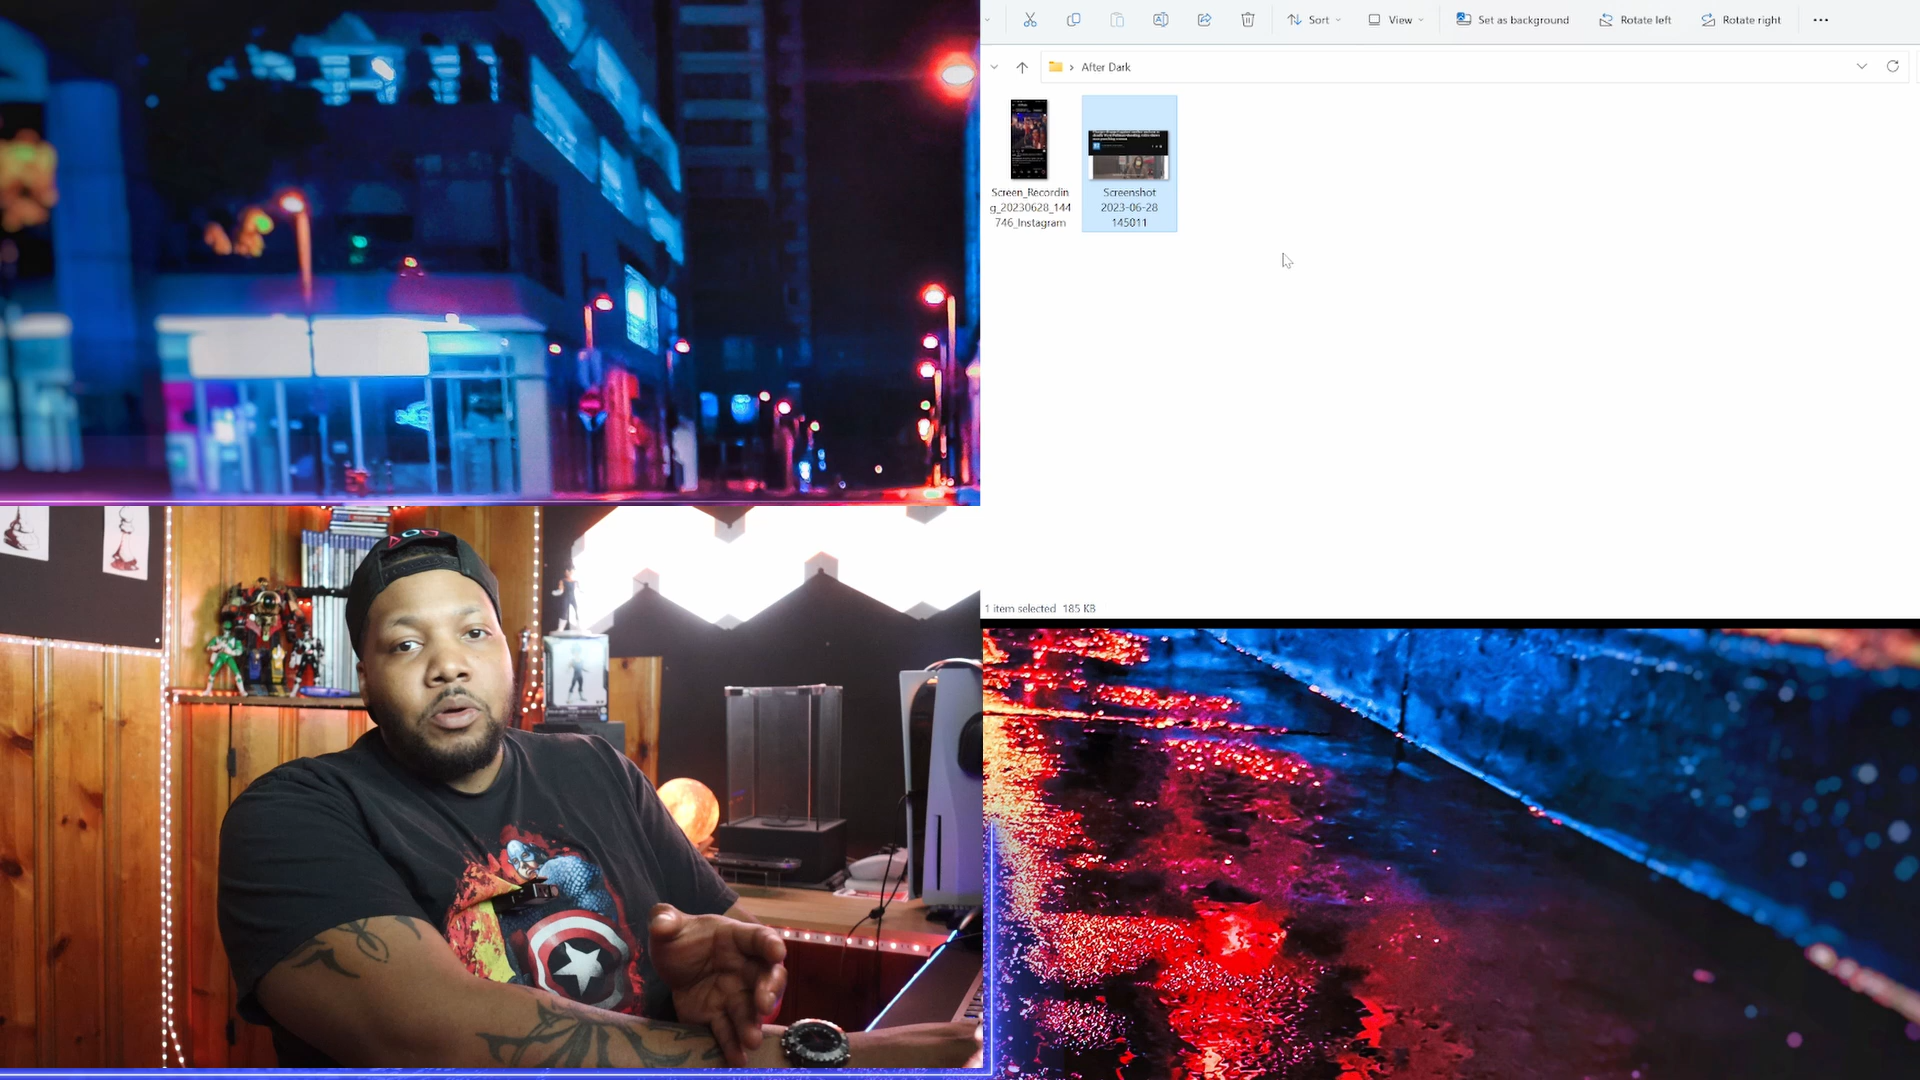 Sort
View
Set as background
Rotate left
Rotate right
After Dark
Screen_Recordin
g_20230628_144
746_Instagram
Screenshot
2023-06-28
145011
1 item selected 185 KB